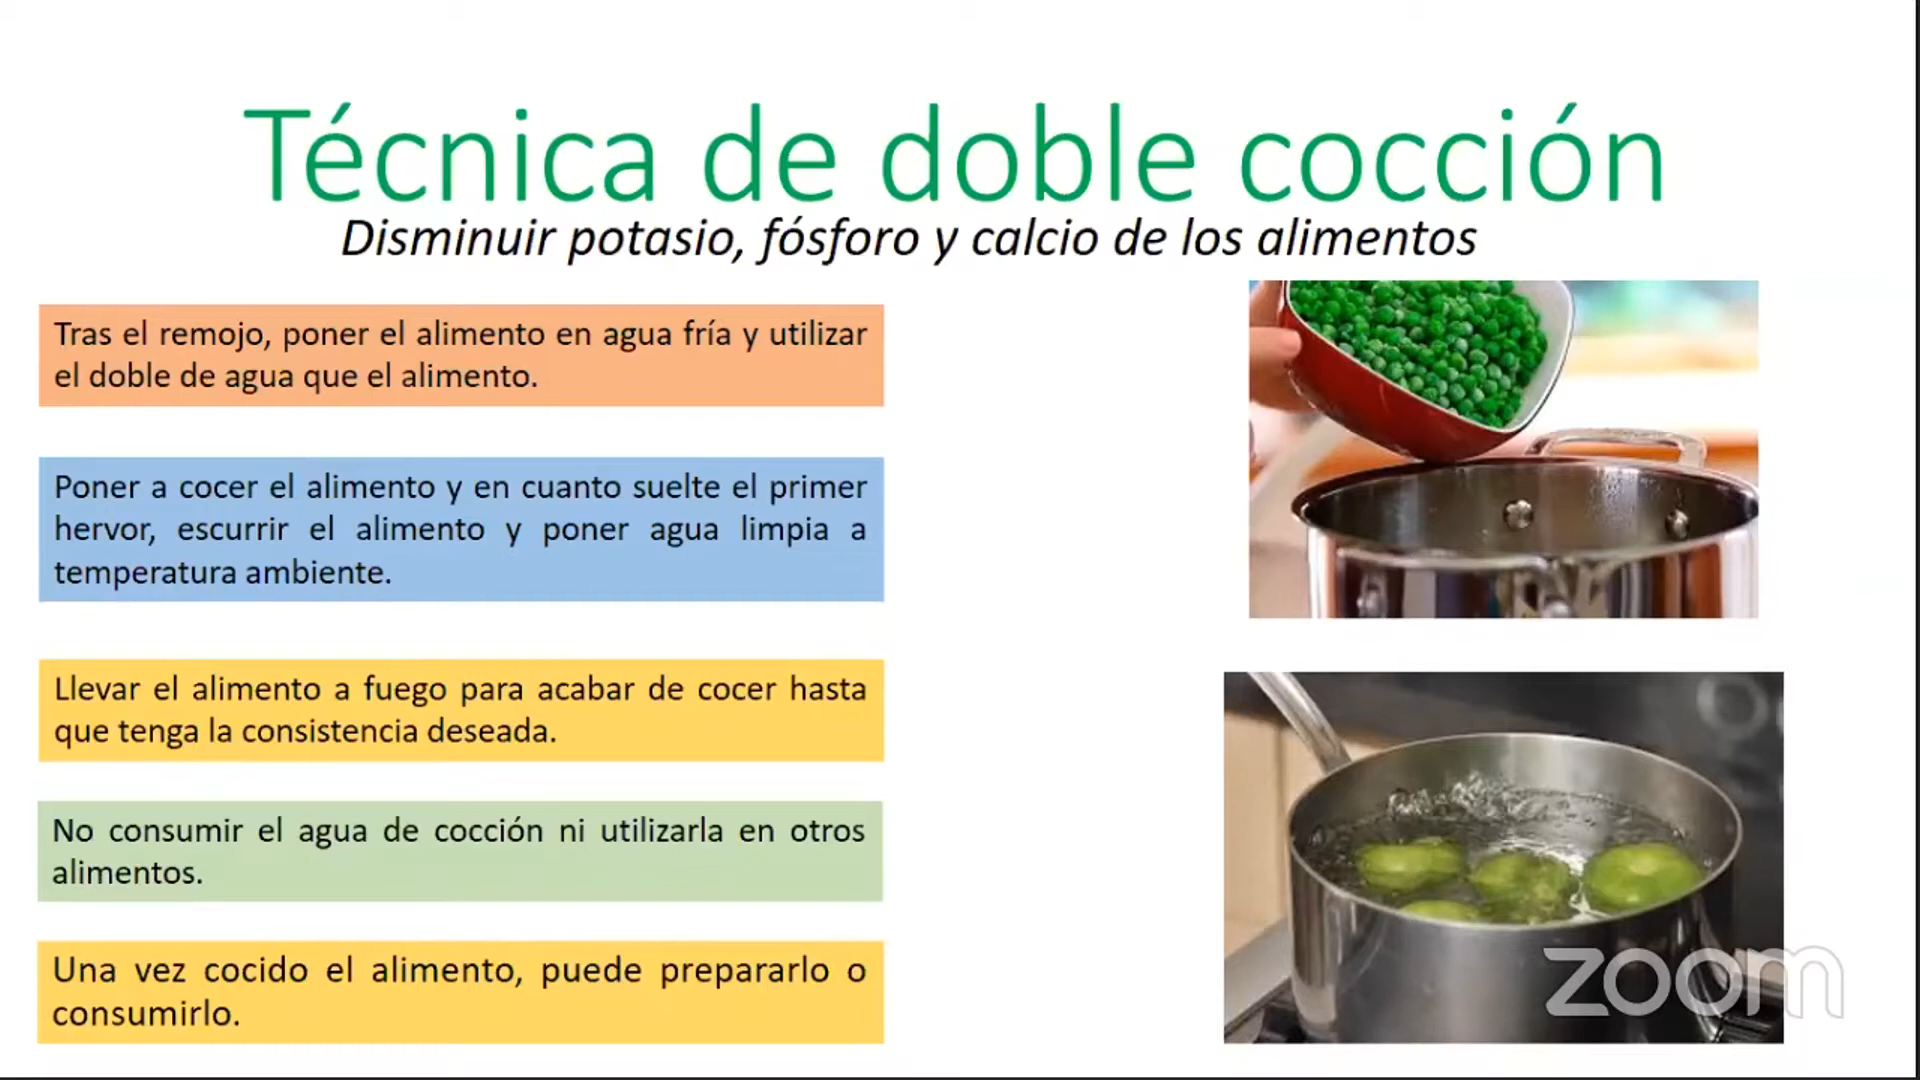 Técnica de doble cocción
Disminuir potasio, fósforo y calcio de los alimentos
Tras el remojo, poner el alimento en agua fría y utilizar
el doble de agua que el alimento.
Poner a cocer el alimento y en cuanto suelte el primer
hervor, escurrir el alimento y poner agua limpia a
temperatura ambiente.
Llevar el alimento a fuego para acabar de cocer hasta
que tenga la consistencia deseada.
No consumir el agua de cocción ni utilizarla en otros
alimentos.
Una vez cocido el alimento, puede prepararlo o
consumirlo.
zoom